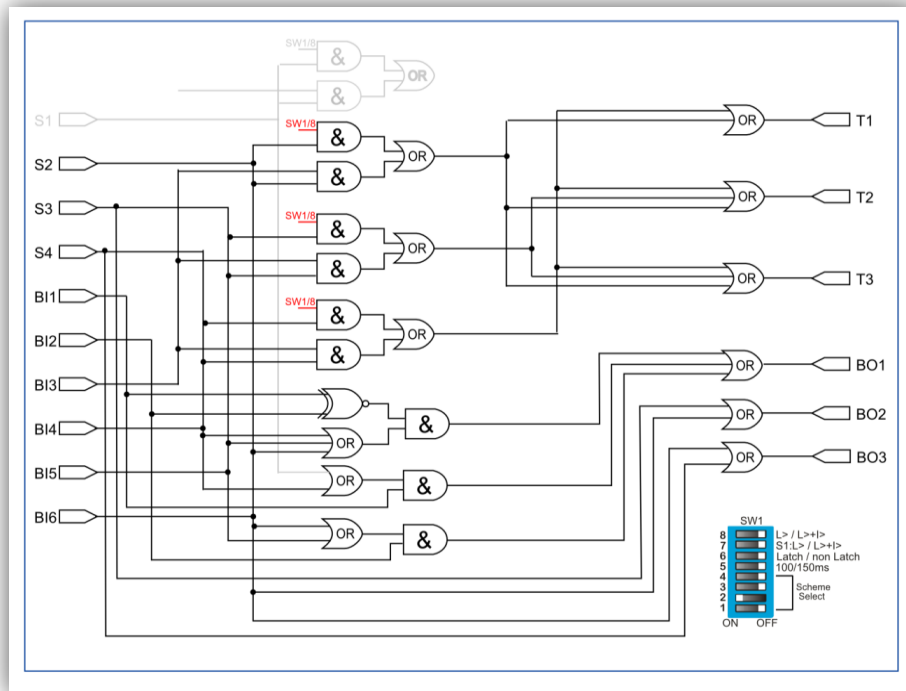 SW1/8
&
OR
&
S1
SW1/8
&
OR
T1
S2
&
OR
T2
S3
SW1/8
&
OR
S4
&
OR
T3
BI1
SW1/8
&
OR
BI2
&
OR
BO1
BI3
&
OR
BO2
BI4
OR
OR
BO3
BI5
OR
&
BI6
OR
&
SW1
8 L> / L>+I>
7 S1:L> / L>+I>
6 Latch / non Latch
5 100/150ms
4
3 Scheme
2 Select
1
ON OFF